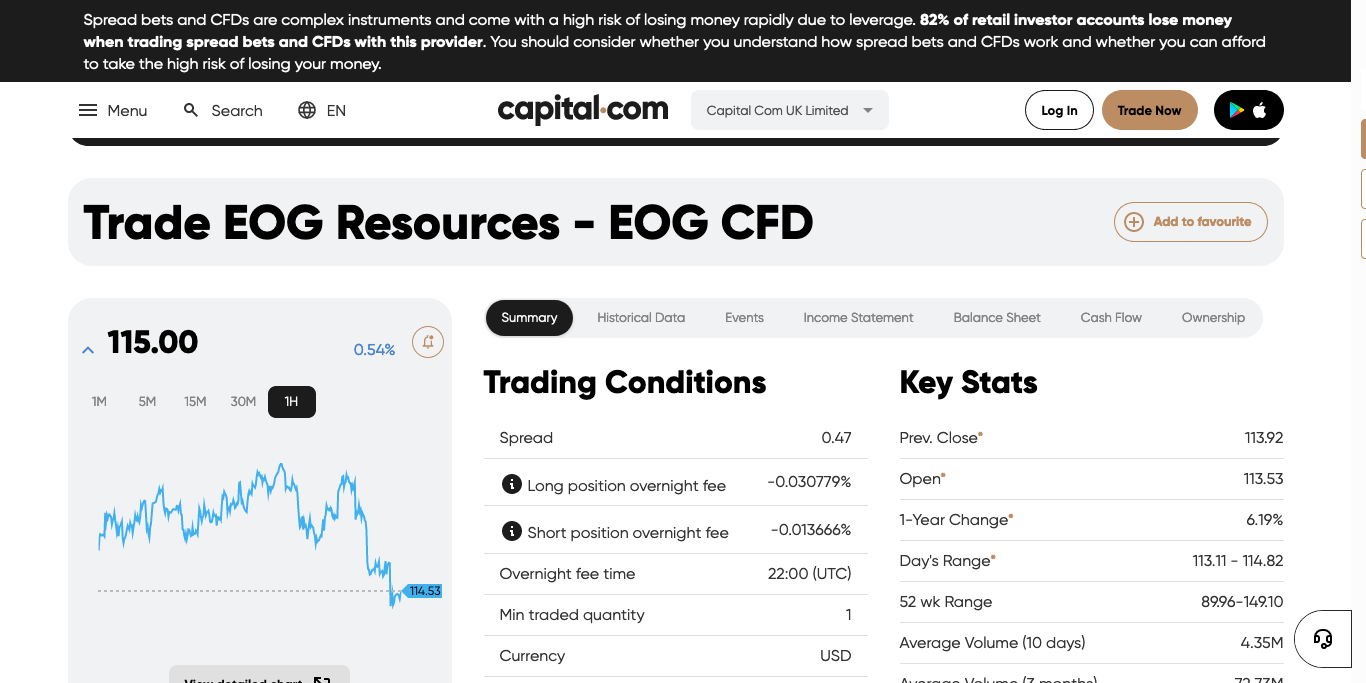 Spread bets and CFDs are complex instruments and come with a high risk of losing money rapidly due to leverage. 82% of retail investor accounts lose money
when trading spread bets and CFDs with this provider. You should consider whether you understand how spread bets and CFDs work and whether you can afford
to take the high risk of losing your money.
Menu
Search
EN
capital.com
Capital Com UK Limited
Log In
Trade Now
Trade EOG Resources - EOG CFD
Add to favourite
115.00
0.54%
1M
5M
15M
30M
1H
114.53
View detailed chart
Summary
Historical Data
Events
Income Statement
Balance Sheet
Cash Flow
Ownership
Trading Conditions
Spread 0.47
Long position overnight fee -0.030779%
Short position overnight fee -0.013666%
Overnight fee time 22:00 (UTC)
Min traded quantity 1
Currency USD
Key Stats
Prev. Close* 113.92
Open* 113.53
1-Year Change* 6.19%
Day's Range* 113.11 - 114.82
52 wk Range 89.96-149.10
Average Volume (10 days) 4.35M
Average Volume (3 months) 72.73M